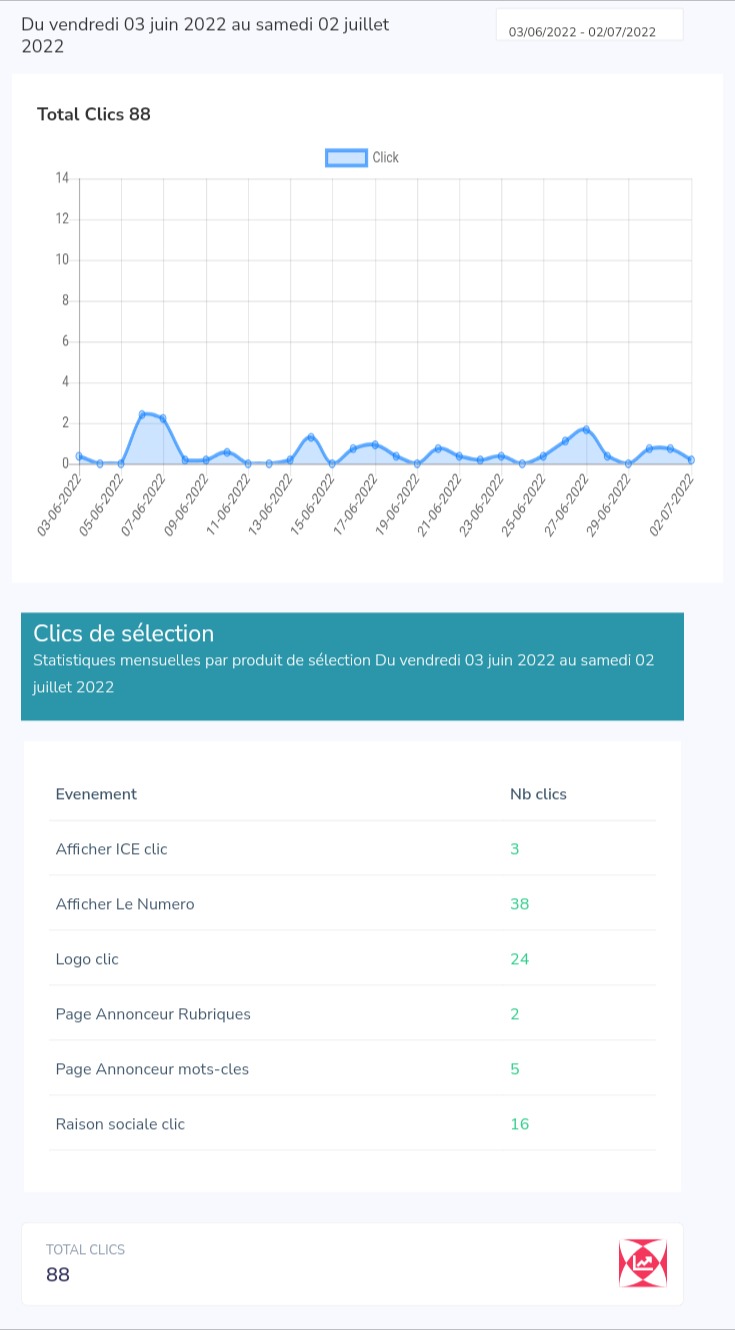 Du vendredi 03 juin 2022 au samedi 02 juillet
2022
03/06/2022 - 02/07/2022
Total Clics 88
Click
14
12
10
8
6
4
2
0
03-06-2022
05-06-2022
07-06-2022
09-06-2022
11-06-2022
13-06-2022
15-06-2022
17-06-2022
19-06-2022
21-06-2022
23-06-2022
25-06-2022
27-06-2022
29-06-2022
02-07-2022
Clics de sélection
Statistiques mensuelles par produit de sélection Du vendredi 03 juin 2022 au samedi 02
juillet 2022
Evenement Nb clics
Afficher ICE clic 3
Afficher Le Numero 38
Logo clic 24
Page Annonceur Rubriques 2
Page Annonceur mots-cles 5
Raison sociale clic 16
TOTAL CLICS
88